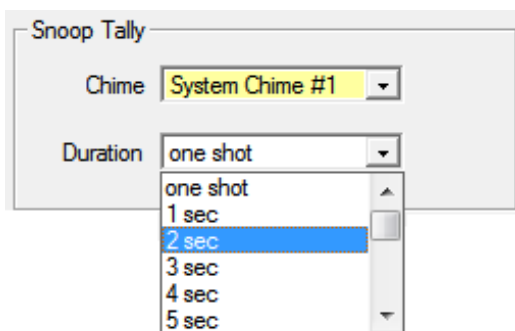 Snoop Tally
Chime System Chime #1
Duration one shot
one shot
1 sec
2 sec
3 sec
4 sec
5 sec